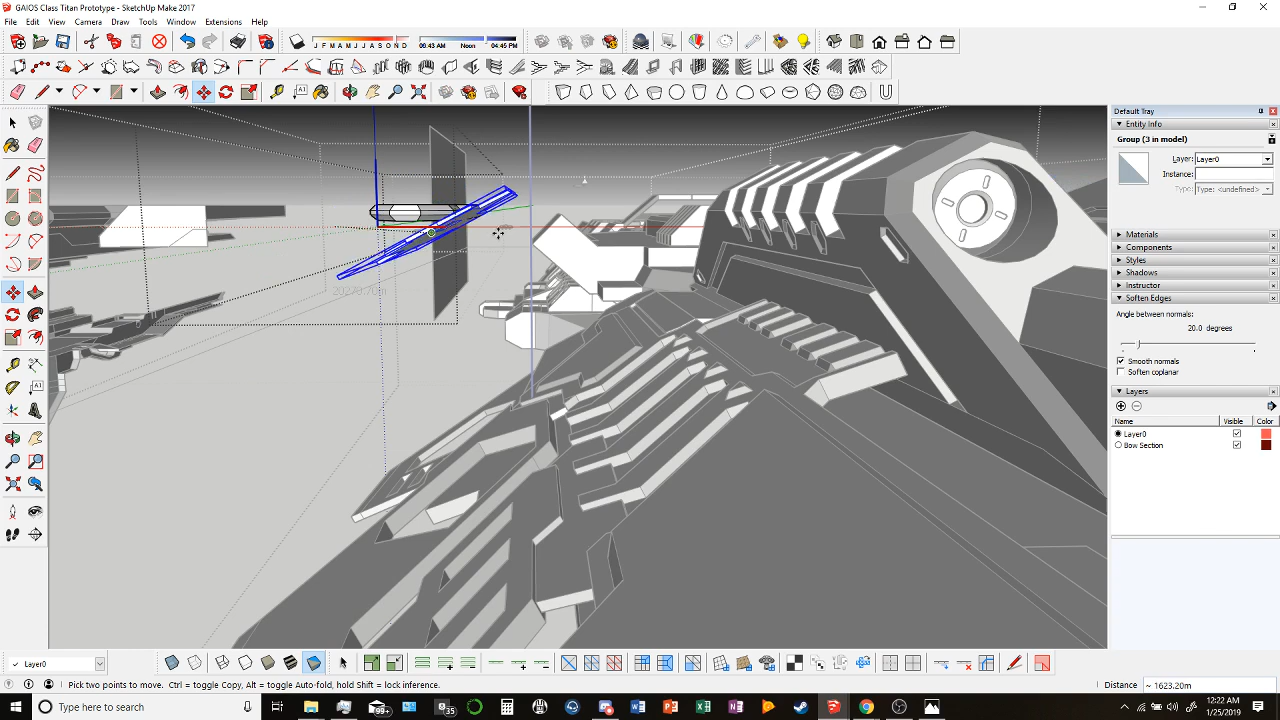 GAIOS Class Titan Prototype - SketchUp Make 2017
File Edit View Camera Draw Tools Window Extensions Help
J F M A M J J A S O N D
Noon 04:45 PM
Default Tray
Entity Info
Group (3 in model)
Layer: Layer0
Instance:
Type: Type: <undefined>
Materials
Components
Styles
Shadows
Instructor
Soften Edges
Angle between normals:
20.0 degrees
Smooth normals
Soften coplanar
Layers
Name Visible Color
Layer0
Bow Section
Layer0
Pick two points to move. Ctrl = toggle Copy, Alt = toggle Auto-fold, hold Shift = lock inference.
Distance ~ 1623.20m
Type here to search
99+
35
12:22 AM
1/25/2019